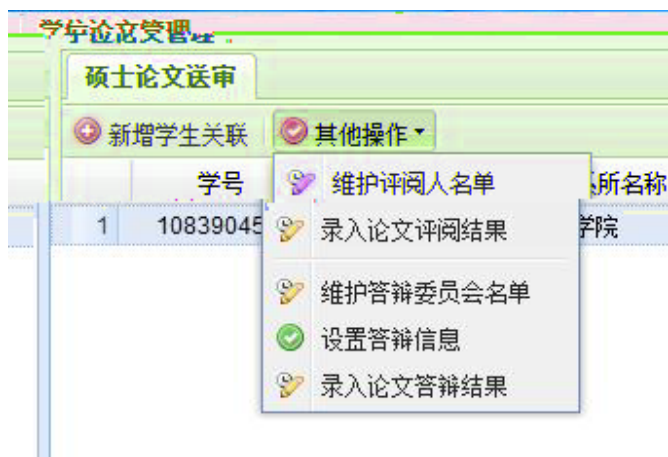 学位论文管理
硕士论文送审
新增学生关联 其他操作
学号 维护评阅人名单 系所名称
1 10839045 录入论文评阅结果 学院
维护答辩委员会名单
设置答辩信息
录入论文答辩结果